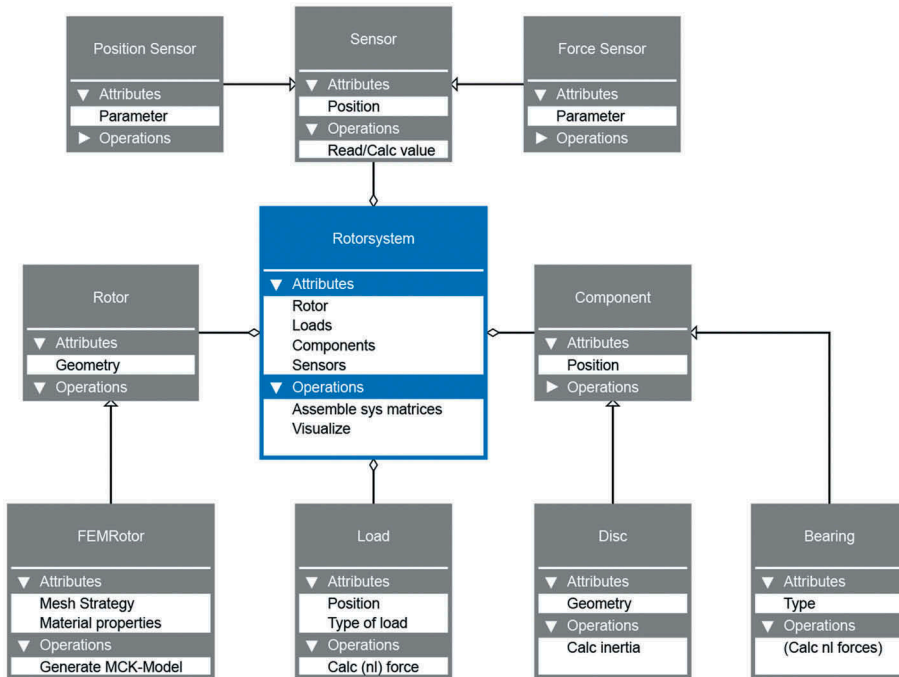 Position Sensor
▼ Attributes
Parameter
► Operations
Sensor
▼ Attributes
Position
▼ Operations
Read/Calc value
Force Sensor
▼ Attributes
Parameter
► Operations
Rotor
▼ Attributes
Geometry
▼ Operations
Rotorsystem
▼ Attributes
Rotor
Loads
Components
Sensors
▼ Operations
Assemble sys matrices
Visualize
Component
▼ Attributes
Position
► Operations
FEMRotor
▼ Attributes
Mesh Strategy
Material properties
▼ Operations
Generate MCK-Model
Load
▼ Attributes
Position
Type of load
▼ Operations
Calc (nl) force
Disc
▼ Attributes
Geometry
▼ Operations
Calc inertia
Bearing
▼ Attributes
Type
▼ Operations
(Calc nl forces)